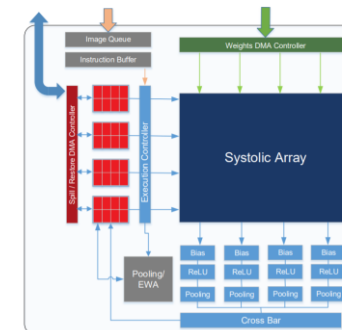 Image Queue
Weights DMA Controller
Instruction Buffer
Spill / Restore DMA Controller
Execution Controller
Systolic Array
Pooling/
EWA
Bias
Bias
Bias
Bias
ReLU
ReLU
ReLU
ReLU
Pooling
Pooling
Pooling
Pooling
Cross Bar